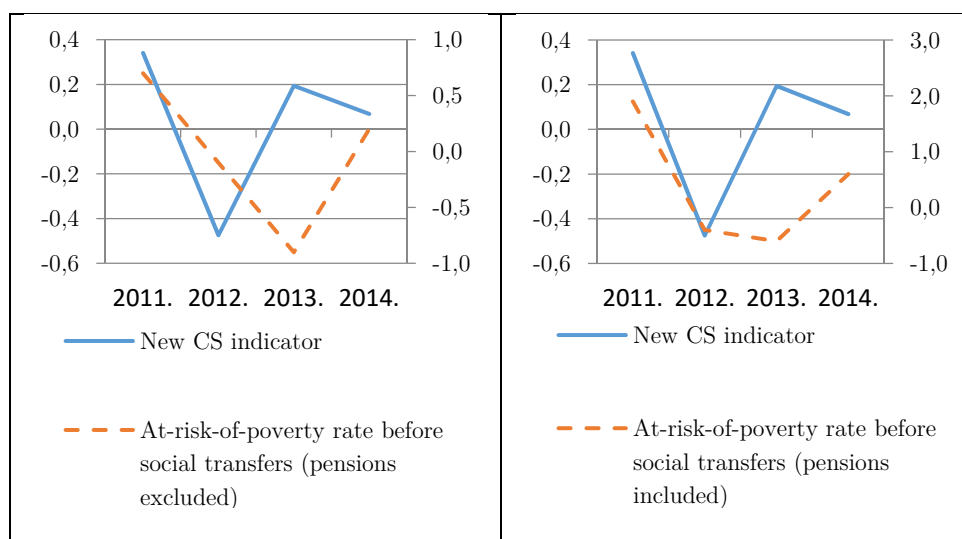 0,4
0,2
0,0
-0,2
-0,4
-0,6
1,0
0,5
0,0
-0,5
-1,0
2011. 2012. 2013. 2014.
New CS indicator
At-risk-of-poverty rate before
social transfers (pensions
excluded)
0,4
0,2
0,0
-0,2
-0,4
-0,6
3,0
2,0
1,0
0,0
-1,0
2011. 2012. 2013. 2014.
New CS indicator
At-risk-of-poverty rate before
social transfers (pensions
included)